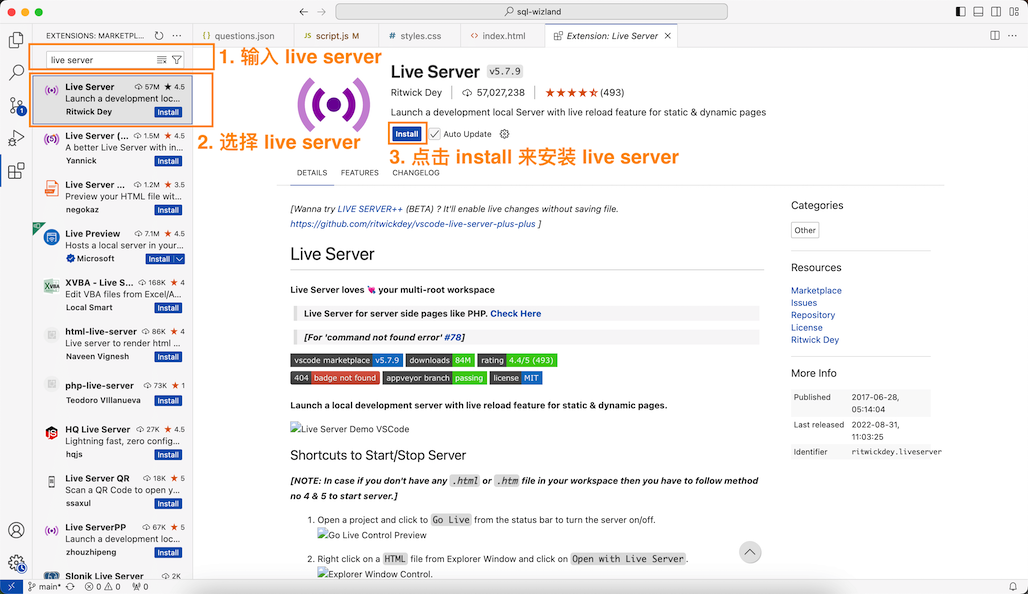 sql-wizland
EXTENSIONS: MARKETPL...
questions.json
script.js M
styles.css
index.html
Extension: Live Server
live server
1. 输入 live server
Live Server 57M 4.5
Launch a development loc...
Ritwick Dey Install
2. 选择 live server
Live Server (... 1.5M 4.5
A better Live Server with in...
Yannick Install
Live Server ... 1.2M 3.5
Preview your HTML file wit...
negokaz Install
Live Preview 7.1M 4.5
Hosts a local server in your...
Microsoft Install
XVBA - Live S... 168K 4
Edit VBA files from Excel/A...
Local Smart Install
html-live-server 86K 4
Live server to render html ...
Naveen Vignesh Install
php-live-server 73K 1
Teodoro VIllanueva Install
HQ Live Server 27K 4.5
Lightning fast, zero config...
hqjs Install
Live Server QR 18K 5
Scan a QR Code to open y...
ssaxul Install
Live ServerPP 67K 5
Launch a development loc...
zhouzhipeng Install
Slonik Live Server 2K
Live Server v5.7.9
Ritwick Dey 57,027,238 (493)
Launch a development local Server with live reload feature for static & dynamic pages
Install Auto Update
3. 点击 install 来安装 live server
DETAILS FEATURES CHANGELOG
[Wanna try LIVE SERVER++ (BETA) ? It'll enable live changes without saving file.
https://github.com/ritwickdey/vscode-live-server-plus-plus ]
Live Server
Live Server loves 💘 your multi-root workspace
Live Server for server side pages like PHP. Check Here
[For 'command not found error' #78]
vscode marketplace v5.7.9 downloads 84M rating 4.4/5 (493)
404 badge not found appveyor branch passing license MIT
Launch a local development server with live reload feature for static & dynamic pages.
Live Server Demo VSCode
Shortcuts to Start/Stop Server
[NOTE: In case if you don't have any .html or .htm file in your workspace then you have to follow method
no 4 & 5 to start server.]
1. Open a project and click to Go Live from the status bar to turn the server on/off.
Go Live Control Preview
2. Right click on a HTML file from Explorer Window and click on Open with Live Server.
Explorer Window Control.
Categories
Other
Resources
Marketplace
Issues
Repository
License
Ritwick Dey
More Info
Published 2017-06-28,
05:14:04
Last released 2022-08-31,
11:03:25
Identifier ritwickdey.liveserver
1
main* 0 0 0